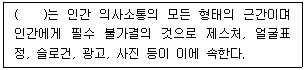 (    )는 인간 의사소통의 모든 형태의 근간이며
인간에게 필수 불가결의 것으로 제스처, 얼굴표
정, 슬로건, 광고, 사진 등이 이에 속한다.